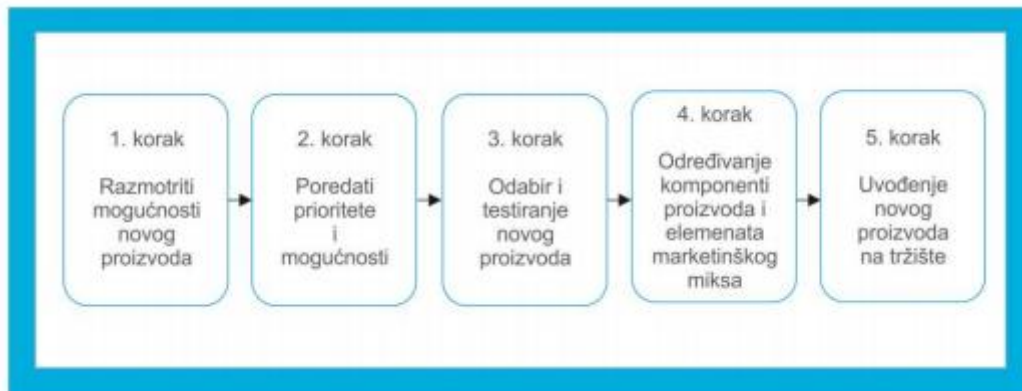 1. korak
Razmotriti
mogućnosti
novog
proizvoda
2. korak
Poredati
prioritete
i
mogućnosti
3. korak
Odabir i
testiranje
novog
proizvoda
4. korak
Određivanje
komponenti
proizvoda i
elemenata
marketinškog
miksa
5. korak
Uvođenje
novog
proizvoda
na tržište